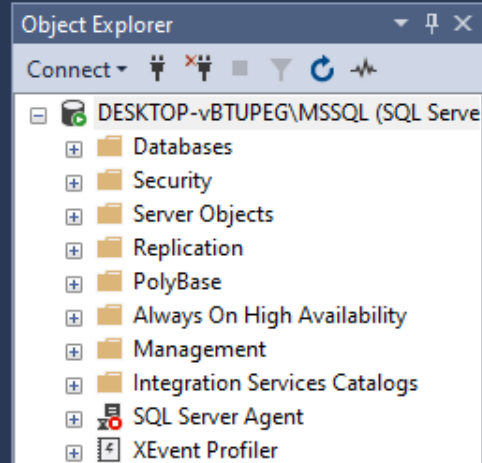 Object Explorer
Connect
DESKTOP-vBTUPEG\MSSQL (SQL Serve
Databases
Security
Server Objects
Replication
PolyBase
Always On High Availability
Management
Integration Services Catalogs
SQL Server Agent
XEvent Profiler